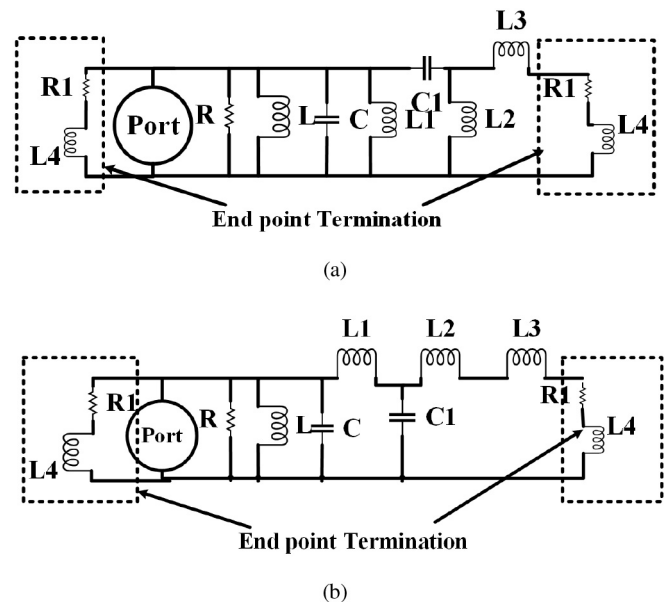 L3
R1
Port
R
L
C
L1
C1
L2
R1
L4
L4
End point Termination
(a)
L1
L2
L3
R1
Port
R
L
C
C1
R1
L4
L4
End point Termination
(b)